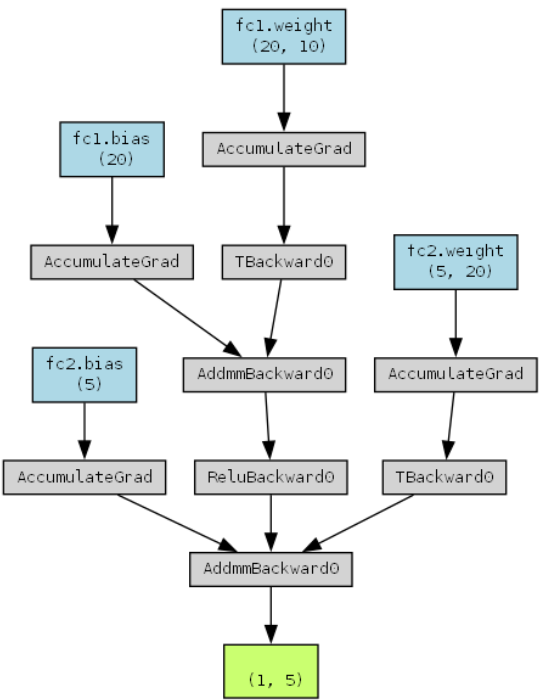 fc1.weight
(20, 10)
fc1.bias
(20)
AccumulateGrad
fc2.weight
(5, 20)
AccumulateGrad
TBackward0
fc2.bias
(5)
AddmmBackward0
AccumulateGrad
AccumulateGrad
ReluBackward0
TBackward0
AddmmBackward0
(1, 5)